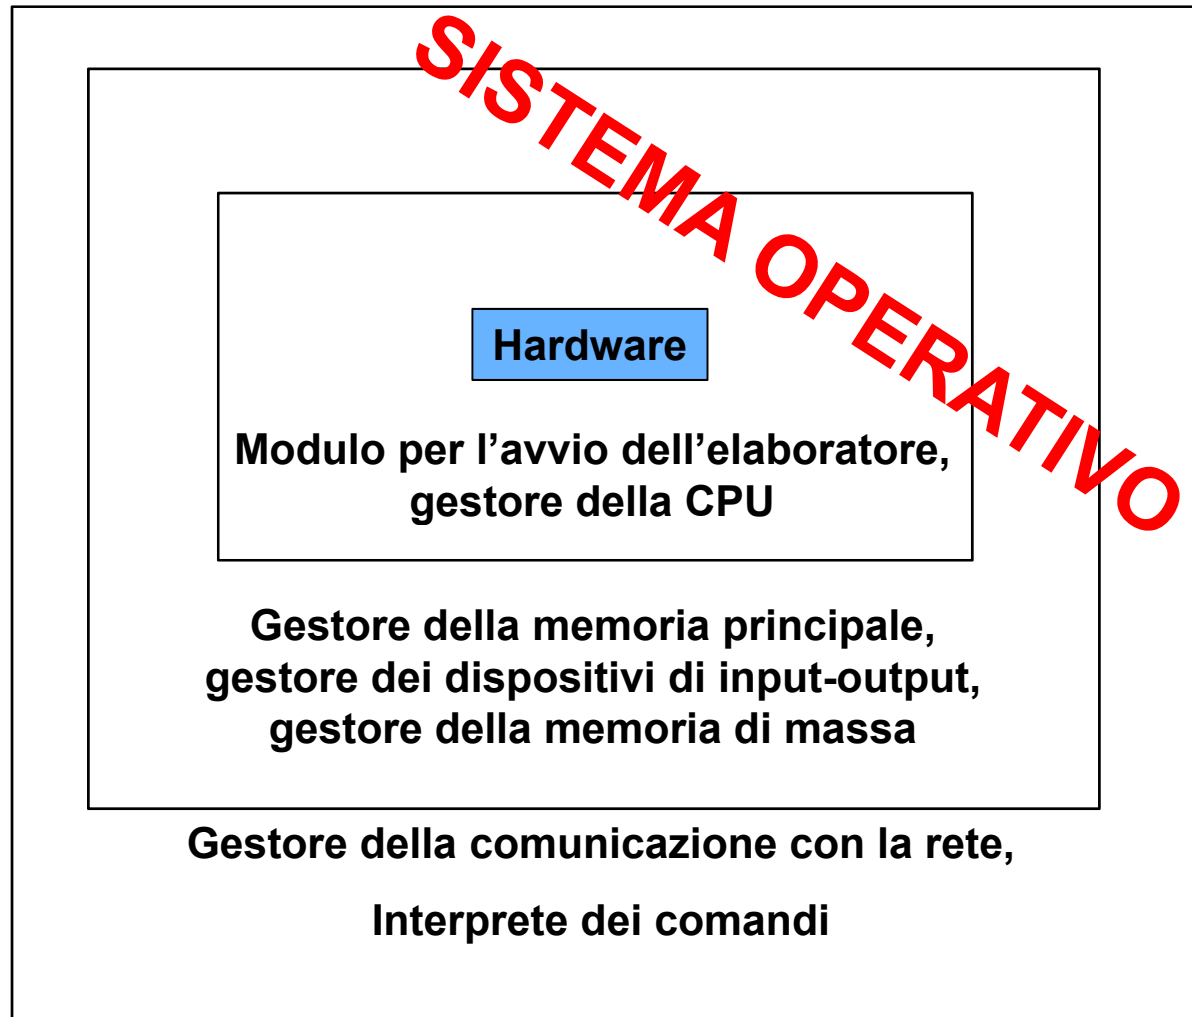 SISTEMA OPERATIVO
Hardware
Modulo per l’avvio dell’elaboratore,
gestore della CPU
Gestore della memoria principale,
gestore dei dispositivi di input-output,
gestore della memoria di massa
Gestore della comunicazione con la rete,
Interprete dei comandi